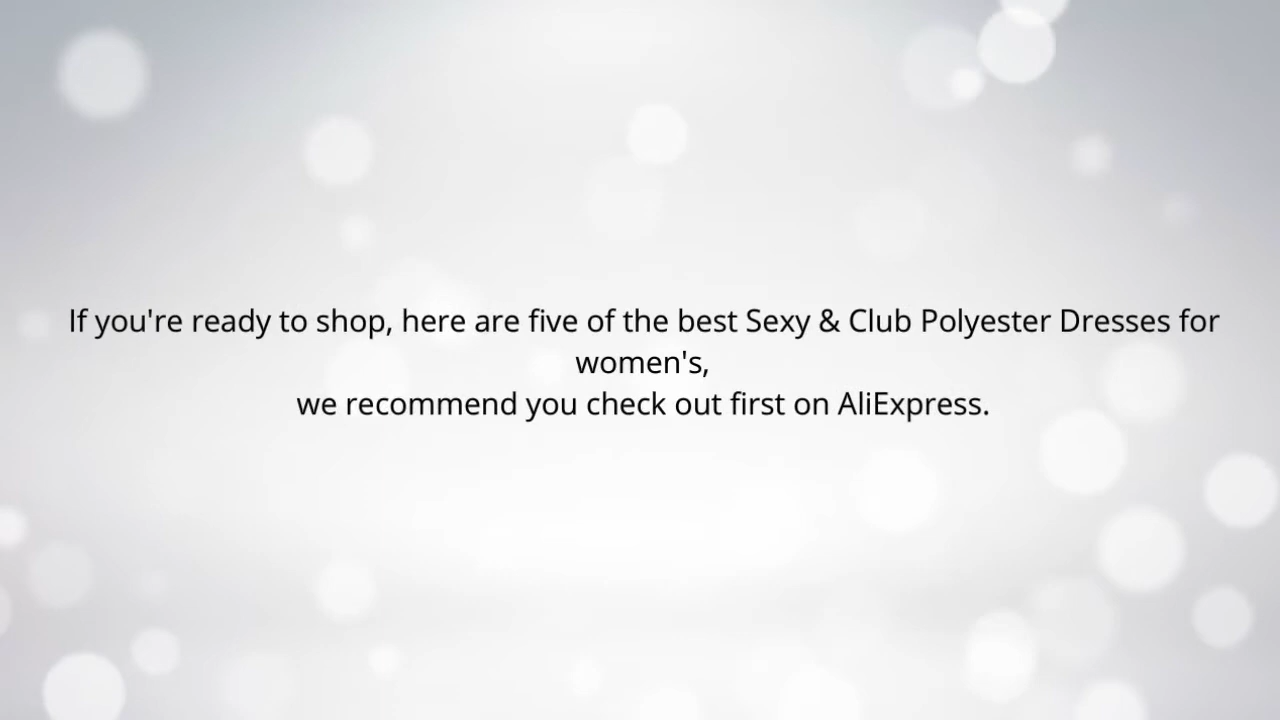 If you're ready to shop, here are five of the best Sexy & Club Polyester Dresses for
women's,
we recommend you check out first on AliExpress.